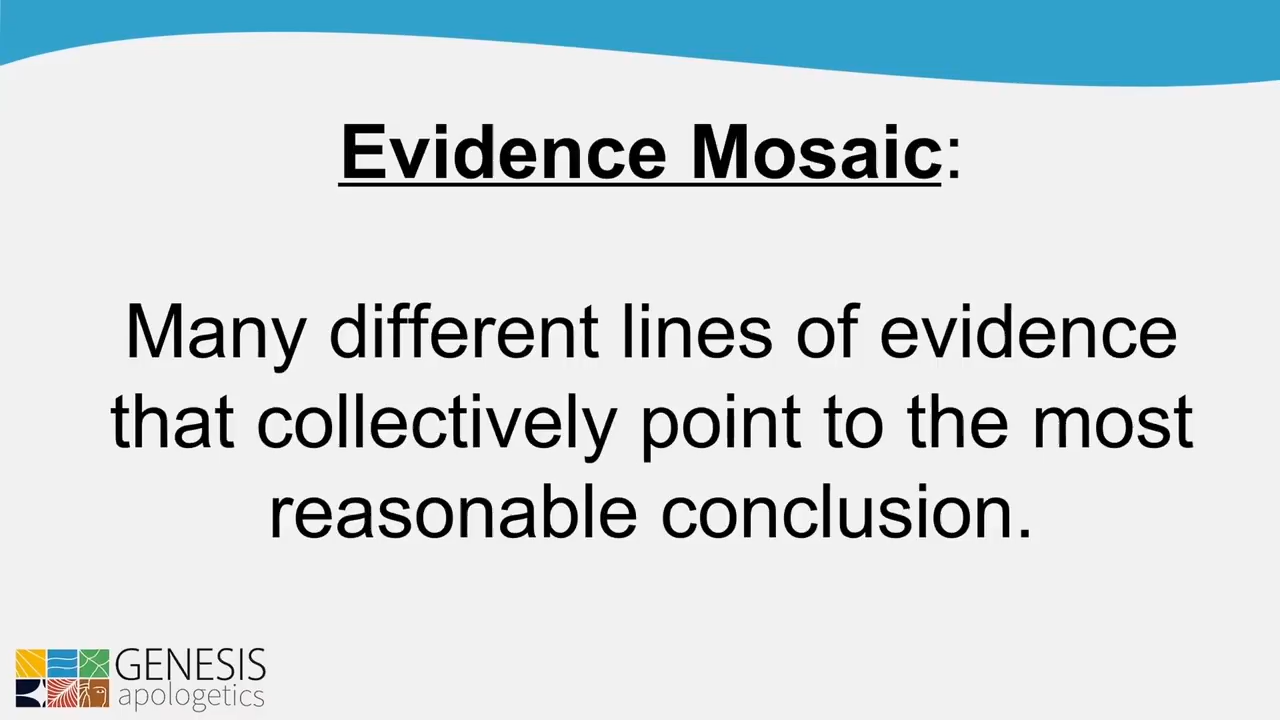 Evidence Mosaic:
Many different lines of evidence
that collectively point to the most
reasonable conclusion.
GENESIS
apologetics